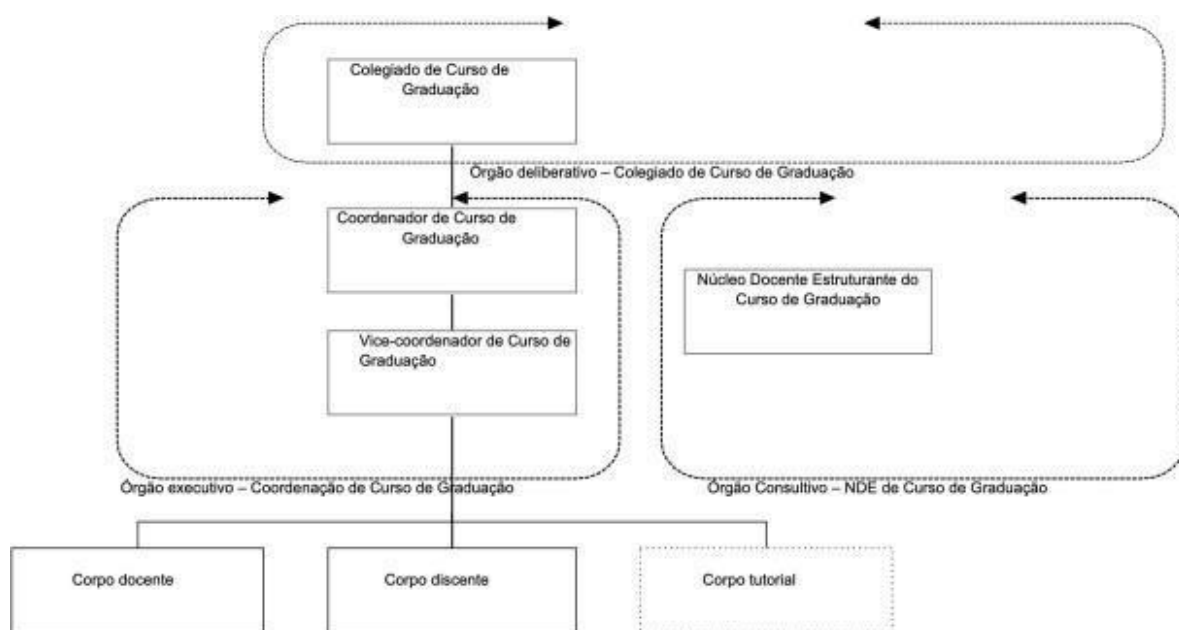 Colegiado de Curso de
Graduação
Órgão deliberativo – Colegiado de Curso de Graduação
Coordenador de Curso de
Graduação
Vice-coordenador de Curso de
Graduação
Órgão executivo – Coordenação de Curso de Graduação
Núcleo Docente Estruturante do
Curso de Graduação
Órgão Consultivo – NDE de Curso de Graduação
Corpo docente
Corpo discente
Corpo tutorial